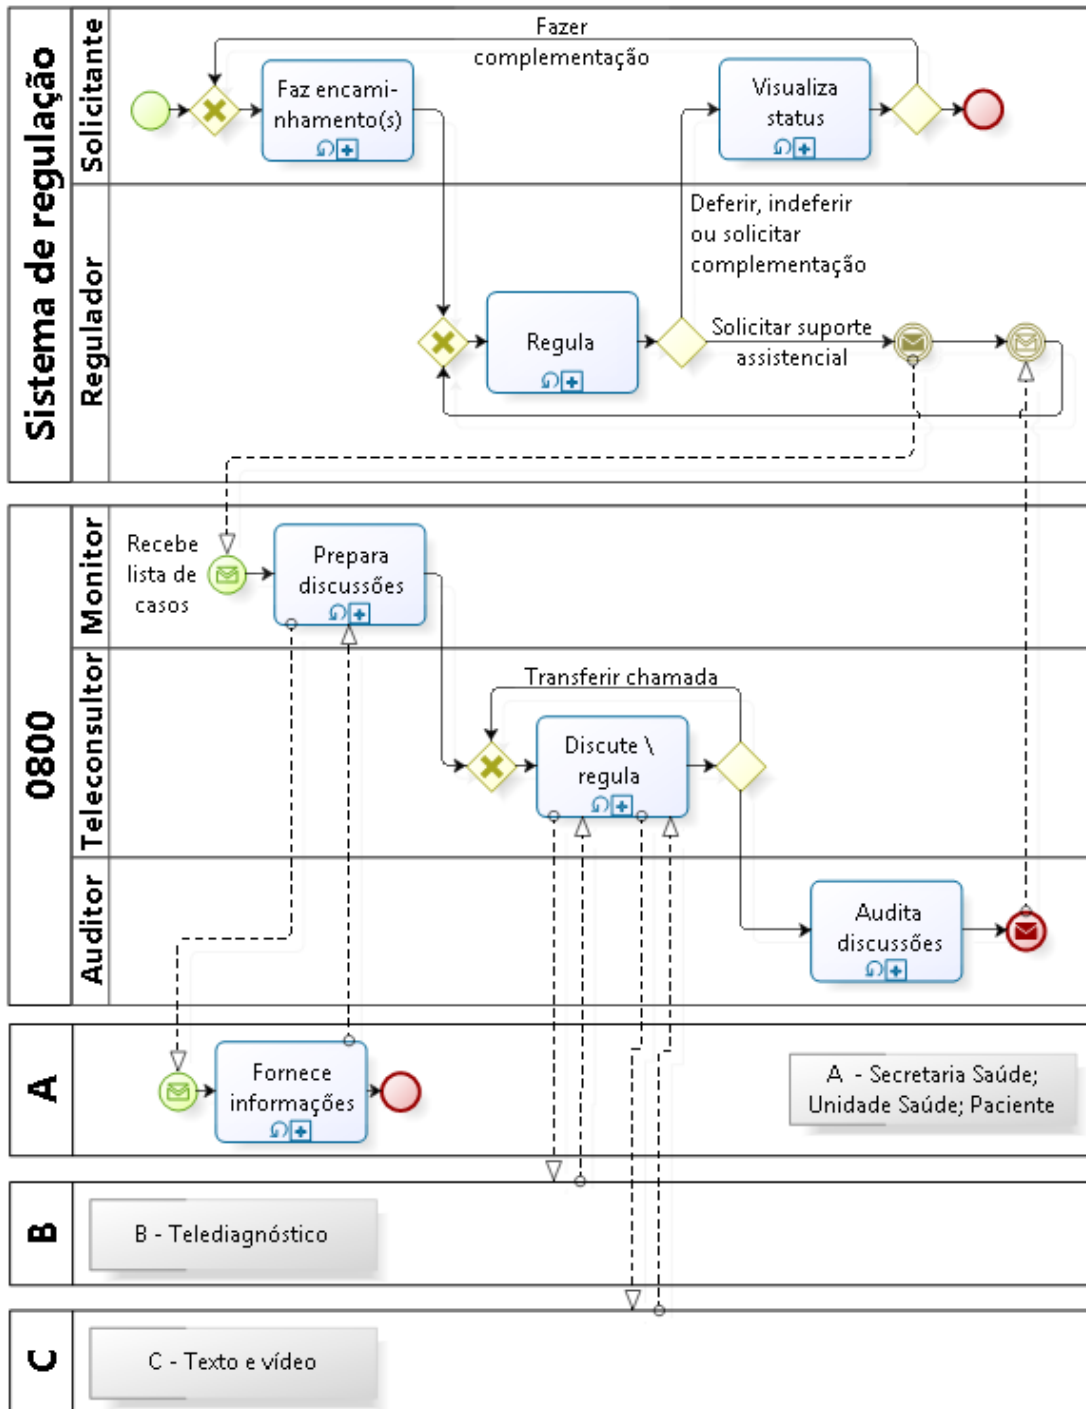 Sistema de regulação
Solicitante
Fazer
complementação
Faz encami-
nhamento(s)
Visualiza
status
Regulador
Deferir, indeferir
ou solicitar
complementação
Regula
Solicitar suporte
assistencial
0800
Monitor
Recebe
lista de
casos
Prepara
discussões
Teleconsultor
Transferir chamada
Discute \
regula
Auditor
Audita
discussões
A
Fornece
informações
A - Secretaria Saúde;
Unidade Saúde; Paciente
B
B - Telediagnóstico
C
C - Texto e vídeo